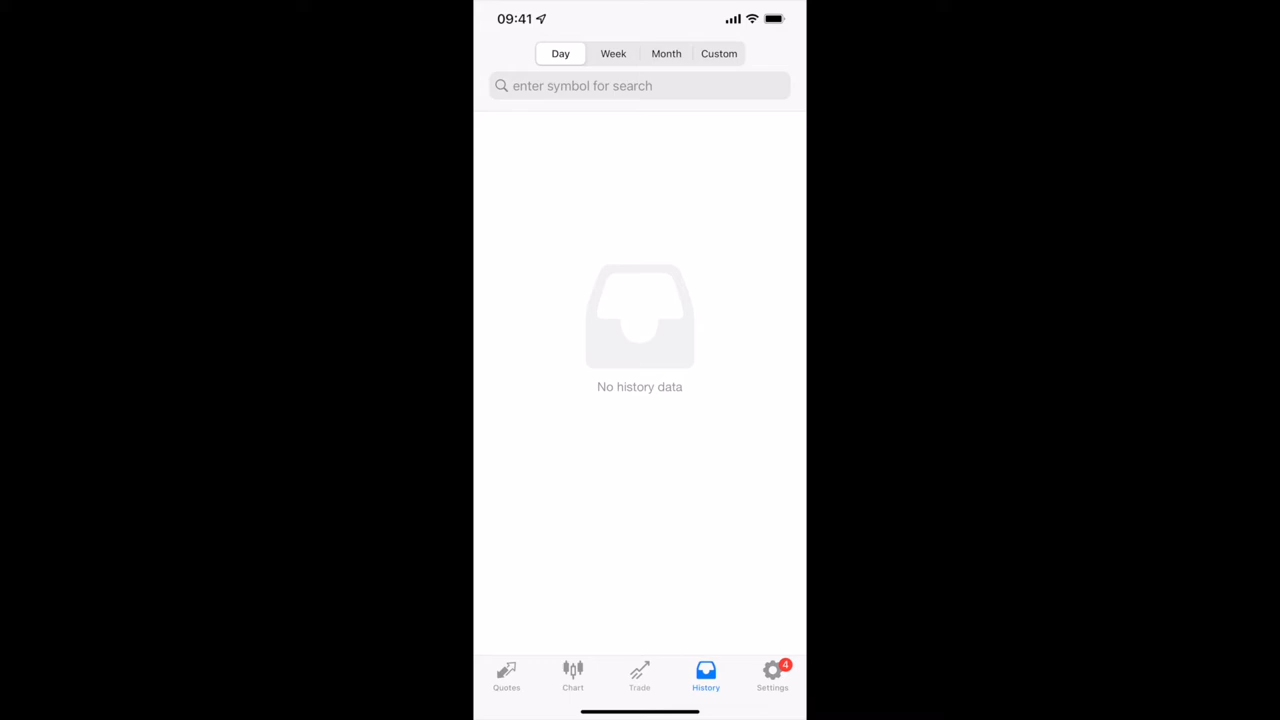 09:41
Day Week Month Custom
enter symbol for search
No history data
4
Quotes Chart Trade History Settings